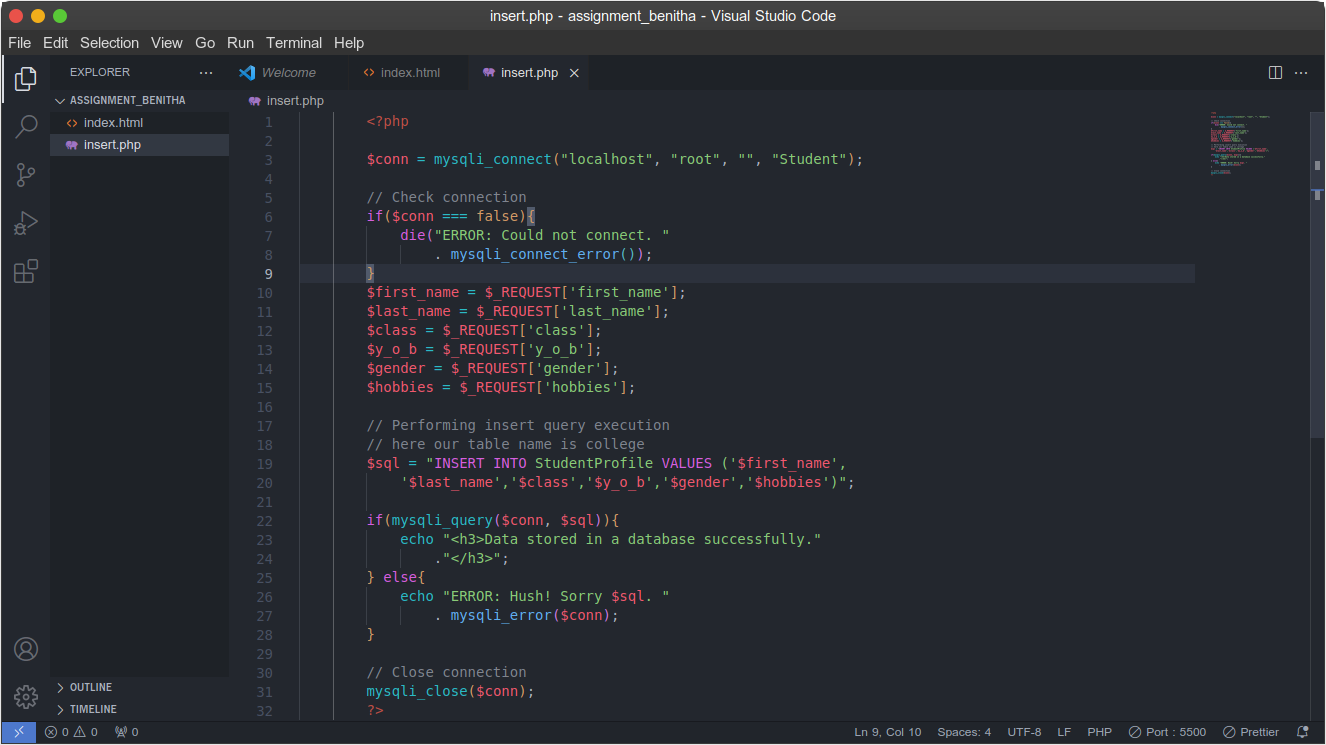 insert.php - assignment_benitha - Visual Studio Code
File Edit Selection View Go Run Terminal Help
EXPLORER ··· Welcome <> index.html insert.php ×
ASSIGNMENT_BENITHA
<> index.html
insert.php
insert.php
1 <?php
2
3 $conn = mysqli_connect("localhost", "root", "", "Student");
4
5 // Check connection
6 if($conn === false){
7     die("ERROR: Could not connect. "
8         . mysqli_connect_error());
9 }
10 $first_name = $_REQUEST['first_name'];
11 $last_name = $_REQUEST['last_name'];
12 $class = $_REQUEST['class'];
13 $y_o_b = $_REQUEST['y_o_b'];
14 $gender = $_REQUEST['gender'];
15 $hobbies = $_REQUEST['hobbies'];
16
17 // Performing insert query execution
18 // here our table name is college
19 $sql = "INSERT INTO StudentProfile VALUES ('$first_name',
20     '$last_name','$class','$y_o_b','$gender','$hobbies')";
21
22 if(mysqli_query($conn, $sql)){
23     echo "<h3>Data stored in a database successfully."
24         ."</h3>";
25 } else{
26     echo "ERROR: Hush! Sorry $sql. "
27         . mysqli_error($conn);
28 }
29
30 // Close connection
31 mysqli_close($conn);
32 ?>
OUTLINE
TIMELINE
0 0 0 Ln 9, Col 10 Spaces: 4 UTF-8 LF PHP Port : 5500 Prettier